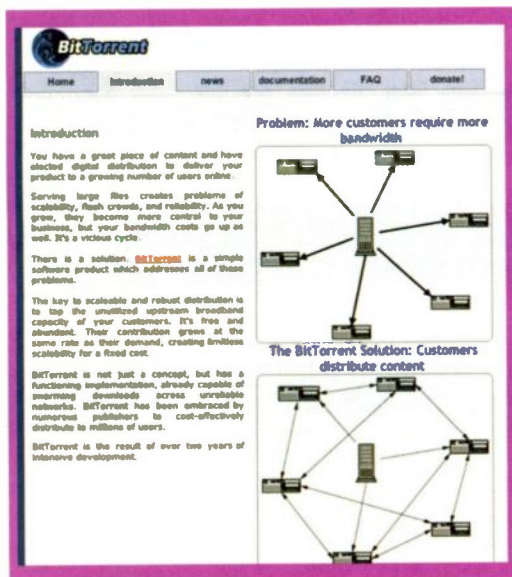 BitTorrent
Home
Introduction
news
documentation
FAQ
donate!
Introduction
You have a great piece of content and have
elected digital distribution to deliver your
product to a growing number of users online.
Serving large files creates problems of
scalability, flash crowds, and reliability. As you
grow, they become more central to your
business, but your bandwidth costs go up as
well. It's a vicious cycle.
There is a solution. BitTorrent is a simple
software product which addresses all of these
problems.
The key to scaleable and robust distribution is
to tap the unutilized upstream broadband
capacity of your customers. It's free and
abundant. Their contribution grows at the
same rate as their demand, creating limitless
scalability for a fixed cost.
BitTorrent is not just a concept, but has a
functioning implementation, already capable of
swarming downloads across unreliable
networks. BitTorrent has been embraced by
numerous publishers to cost-effectively
distribute to millions of users.
BitTorrent is the result of over two years of
intensive development.
Problem: More customers require more
bandwidth
The BitTorrent Solution: Customers
distribute content